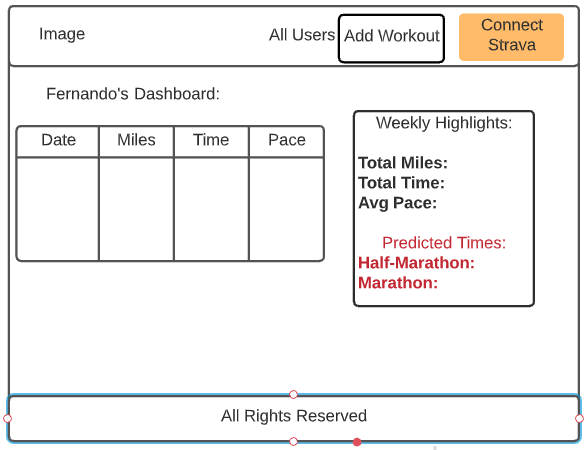 Image
All Users
Add Workout
Connect
Strava
Fernando's Dashboard:
Date Miles Time Pace
Weekly Highlights:
Total Miles:
Total Time:
Avg Pace:
Predicted Times:
Half-Marathon:
Marathon:
All Rights Reserved